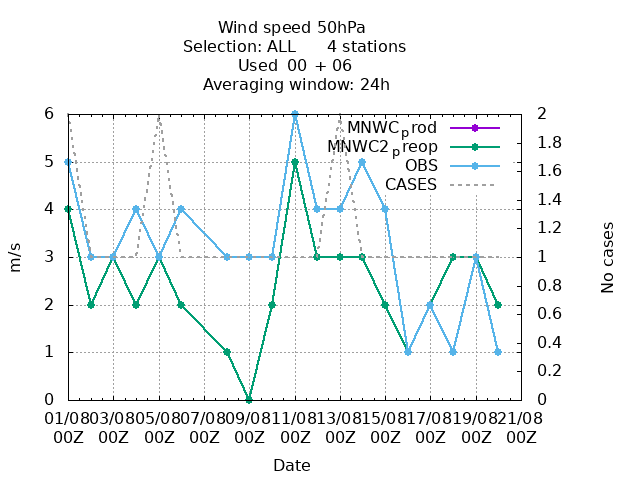 Wind speed 50hPa
Selection: ALL 4 stations
Used 00 + 06
Averaging window: 24h
6 2
MNWCprod
1.8
MNWC2preop
5 OBS 1.6
CASES
1.4
4
1.2
m/s 3 1 No cases
0.8
2
0.6
0.4
1
0.2
0 0
01/08 03/08 05/08 07/08 09/08 11/08 13/08 15/08 17/08 19/08 21/08
00Z 00Z 00Z 00Z 00Z 00Z 00Z 00Z 00Z 00Z 00Z
Date